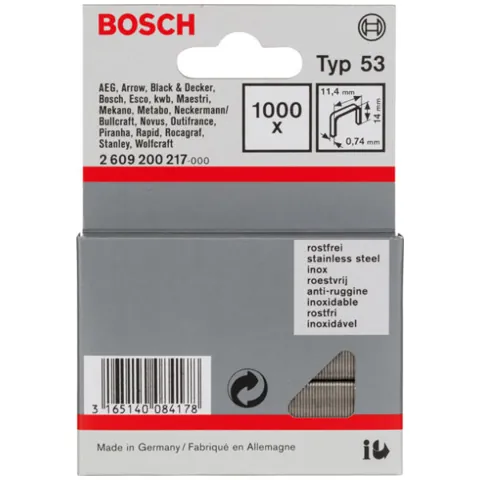 BOSCH
BOSCH
Typ 53
AEG, Arrow, Black & Decker,
Bosch, Esco, kwb, Maestri,
Mekano, Metabo, Neckermann/
Bullcraft, Novus, Outifrance,
Piranha, Rapid, Rocagraf,
Stanley, Wolfcraft
2 609 200 217-000
1000
x
11,4 mm
14 mm
0,74 mm
rostfrei
stainless steel
inox
roestvrij
anti-ruggine
inoxidable
rostfri
inoxidável
3 165140 084178
Made in Germany / Fabriqué en Allemagne